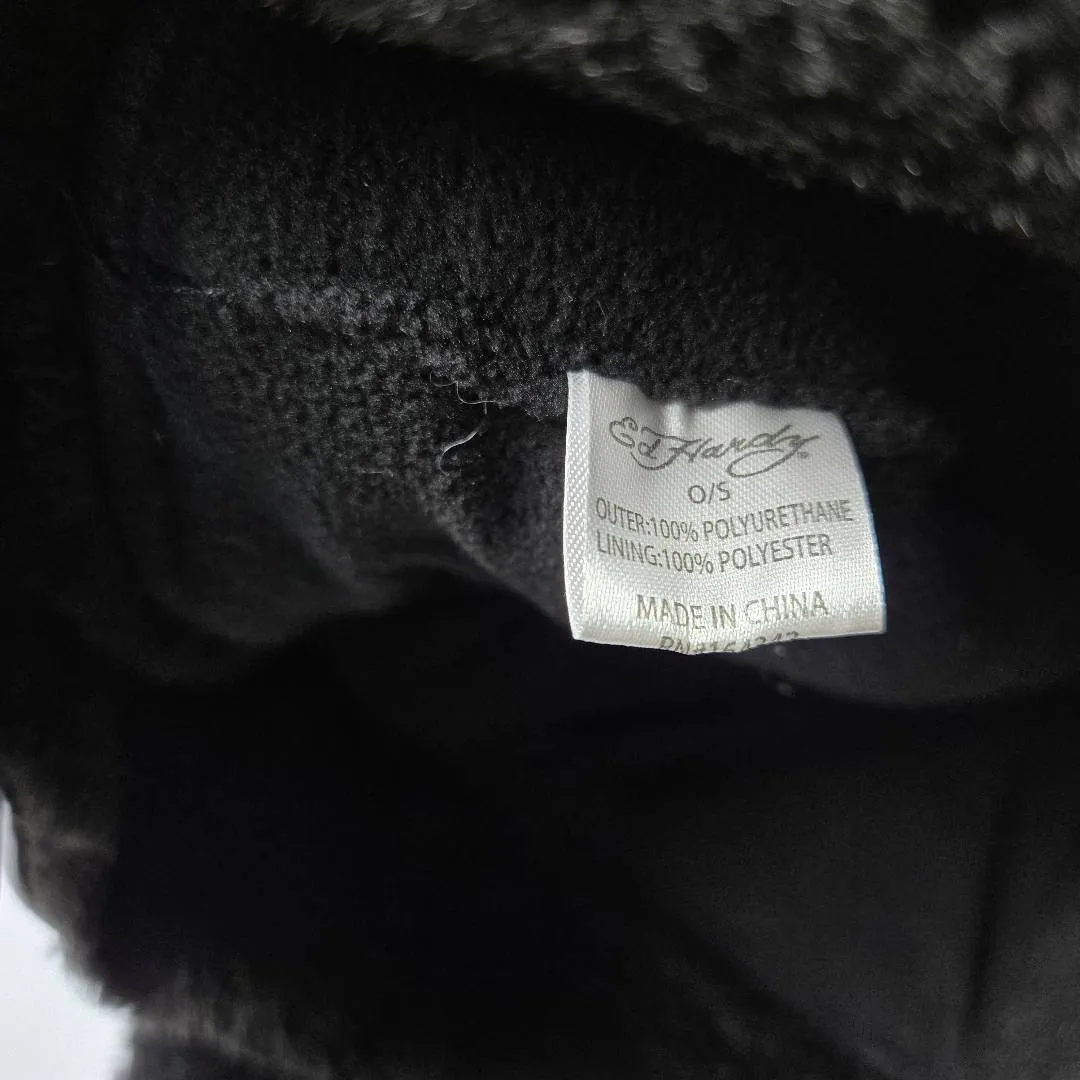 Ed Hardy®
O/S
OUTER:100% POLYURETHANE
LINING:100% POLYESTER
MADE IN CHINA